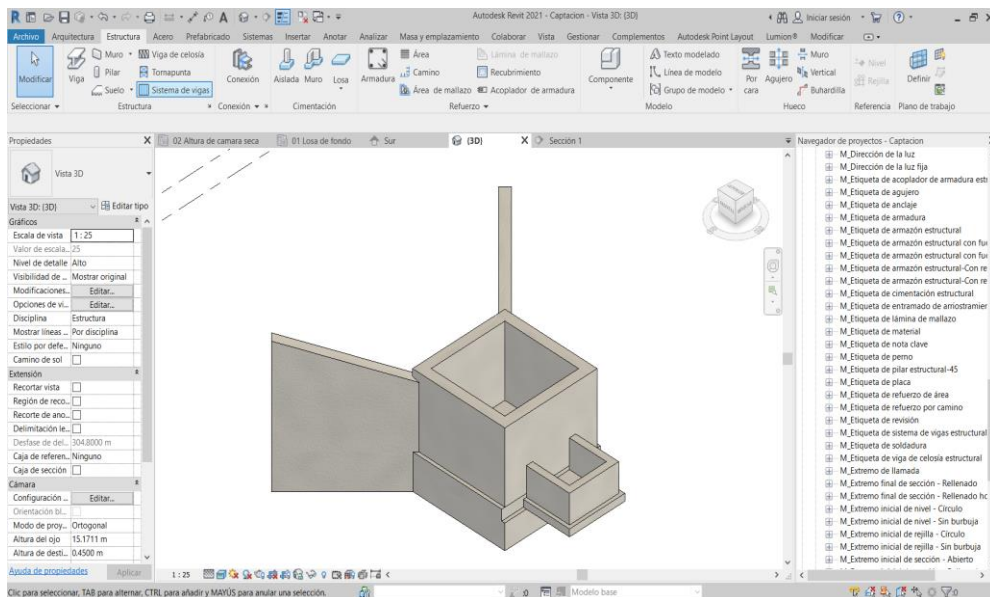 Autodesk Revit 2021 - Captacion - Vista 3D: {3D}
Iniciar sesión
Archivo Arquitectura Estructura Acero Prefabricado Sistemas Insertar Anotar Analizar Masa y emplazamiento Colaborar Vista Gestionar Complementos Autodesk Point Layout Lumion® Modificar
Modificar
Viga
Muro
Pilar
Suelo
Viga de celosía
Tornapunta
Sistema de vigas
Conexión
Aislada Muro Losa
Armadura
Área
Camino
Área de mallazo
Lámina de mallazo
Recubrimiento
Acoplador de armadura
Componente
Texto modelado
Línea de modelo
Grupo de modelo
Por cara
Agujero
Muro
Vertical
Buhardilla
Nivel
Rejilla
Definir
Seleccionar Estructura Conexión Cimentación Refuerzo Modelo Hueco Referencia Plano de trabajo
Propiedades X
02 Altura de camara seca 01 Losa de fondo Sur {3D} X Sección 1
Navegador de proyectos - Captacion
Vista 3D
Vista 3D: {3D} Editar tipo
Gráficos
Escala de vista 1 : 25
Valor de escala... 25
Nivel de detalle Alto
Visibilidad de ... Mostrar original
Modificaciones... Editar...
Opciones de vi... Editar...
Disciplina Estructura
Mostrar líneas ... Por disciplina
Estilo por defe... Ninguno
Camino de sol
Extensión
Recortar vista
Región de reco...
Recorte de ano...
Delimitación le...
Desfase de del... 304.8000 m
Caja de referen... Ninguno
Caja de sección
Cámara
Configuración ... Editar...
Orientación bl...
Modo de proy... Ortogonal
Altura del ojo 15.1711 m
Altura de desti... 0.4500 m
Ayuda de propiedades Aplicar
M_Dirección de la luz
M_Dirección de la luz fija
M_Etiqueta de acoplador de armadura est
M_Etiqueta de agujero
M_Etiqueta de anclaje
M_Etiqueta de armadura
M_Etiqueta de armazón estructural
M_Etiqueta de armazón estructural con fu
M_Etiqueta de armazón estructural con fu
M_Etiqueta de armazón estructural-Con re
M_Etiqueta de armazón estructural-Con re
M_Etiqueta de cimentación estructural
M_Etiqueta de entramado de arriostramier
M_Etiqueta de lámina de mallazo
M_Etiqueta de material
M_Etiqueta de nota clave
M_Etiqueta de perno
M_Etiqueta de pilar estructural-45
M_Etiqueta de placa
M_Etiqueta de refuerzo de área
M_Etiqueta de refuerzo por camino
M_Etiqueta de revisión
M_Etiqueta de sistema de vigas estructural
M_Etiqueta de soldadura
M_Etiqueta de viga de celosía estructural
M_Extremo de llamada
M_Extremo final de sección - Rellenado
M_Extremo final de sección - Rellenado hc
M_Extremo inicial de nivel - Círculo
M_Extremo inicial de nivel - Sin burbuja
M_Extremo inicial de rejilla - Círculo
M_Extremo inicial de rejilla - Sin burbuja
M_Extremo inicial de sección - Abierto
1 : 25
Clic para seleccionar, TAB para alternar, CTRL para añadir y MAYÚS para anular una selección.
:0
Modelo base
:0